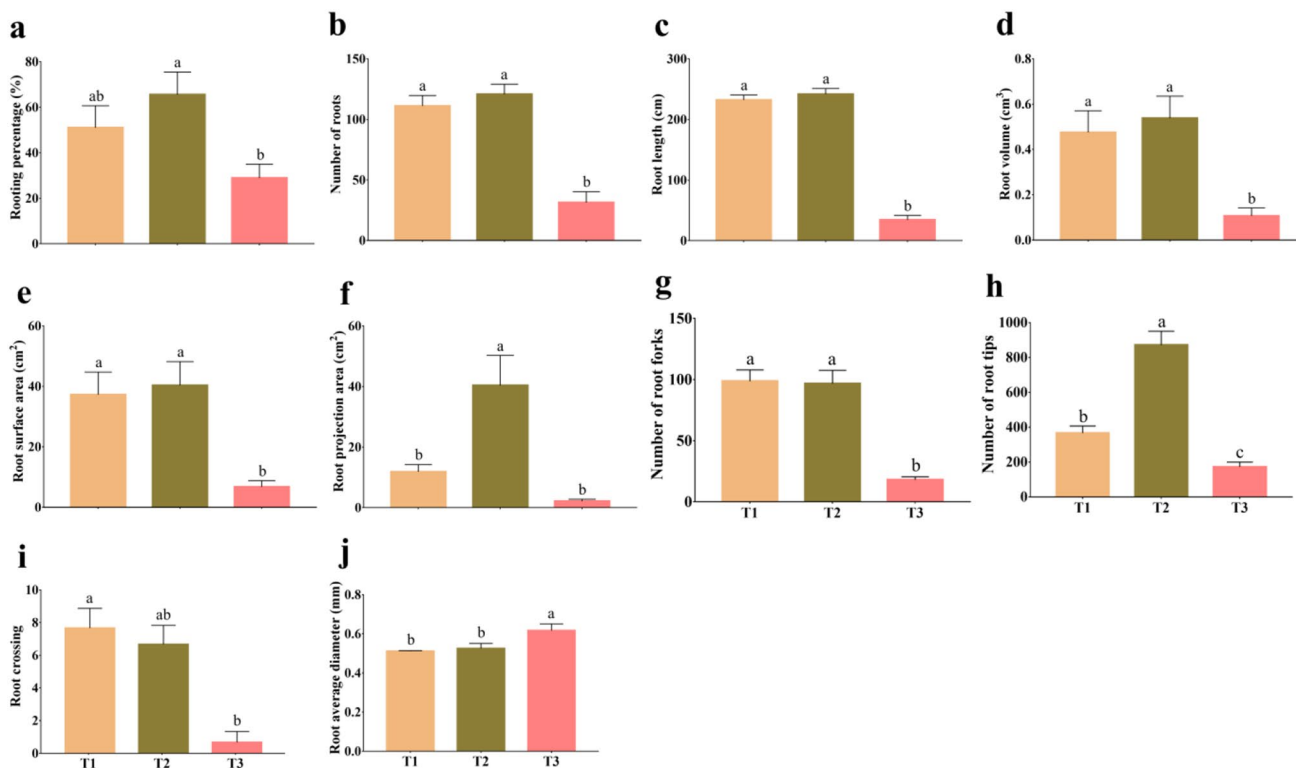 a
Rooting percentage (%)
80
60
40
20
0
ab
a
b
b
Number of roots
150
100
50
0
a
a
b
c
Root length (cm)
300
200
100
0
a
a
b
d
Root volume (cm³)
0.8
0.6
0.4
0.2
0.0
a
a
b
e
Root surface area (cm²)
60
40
20
0
a
a
b
f
Root projection area (cm²)
60
40
20
0
b
a
b
g
Number of root forks
150
100
50
0
a
a
b
T1 T2 T3
h
Number of root tips
1000
800
600
400
200
0
b
a
c
T1 T2 T3
i
Root crossing
10
8
6
4
2
0
a
ab
b
T1 T2 T3
j
Root average diameter (mm)
0.8
0.6
0.4
0.2
0.0
b
b
a
T1 T2 T3